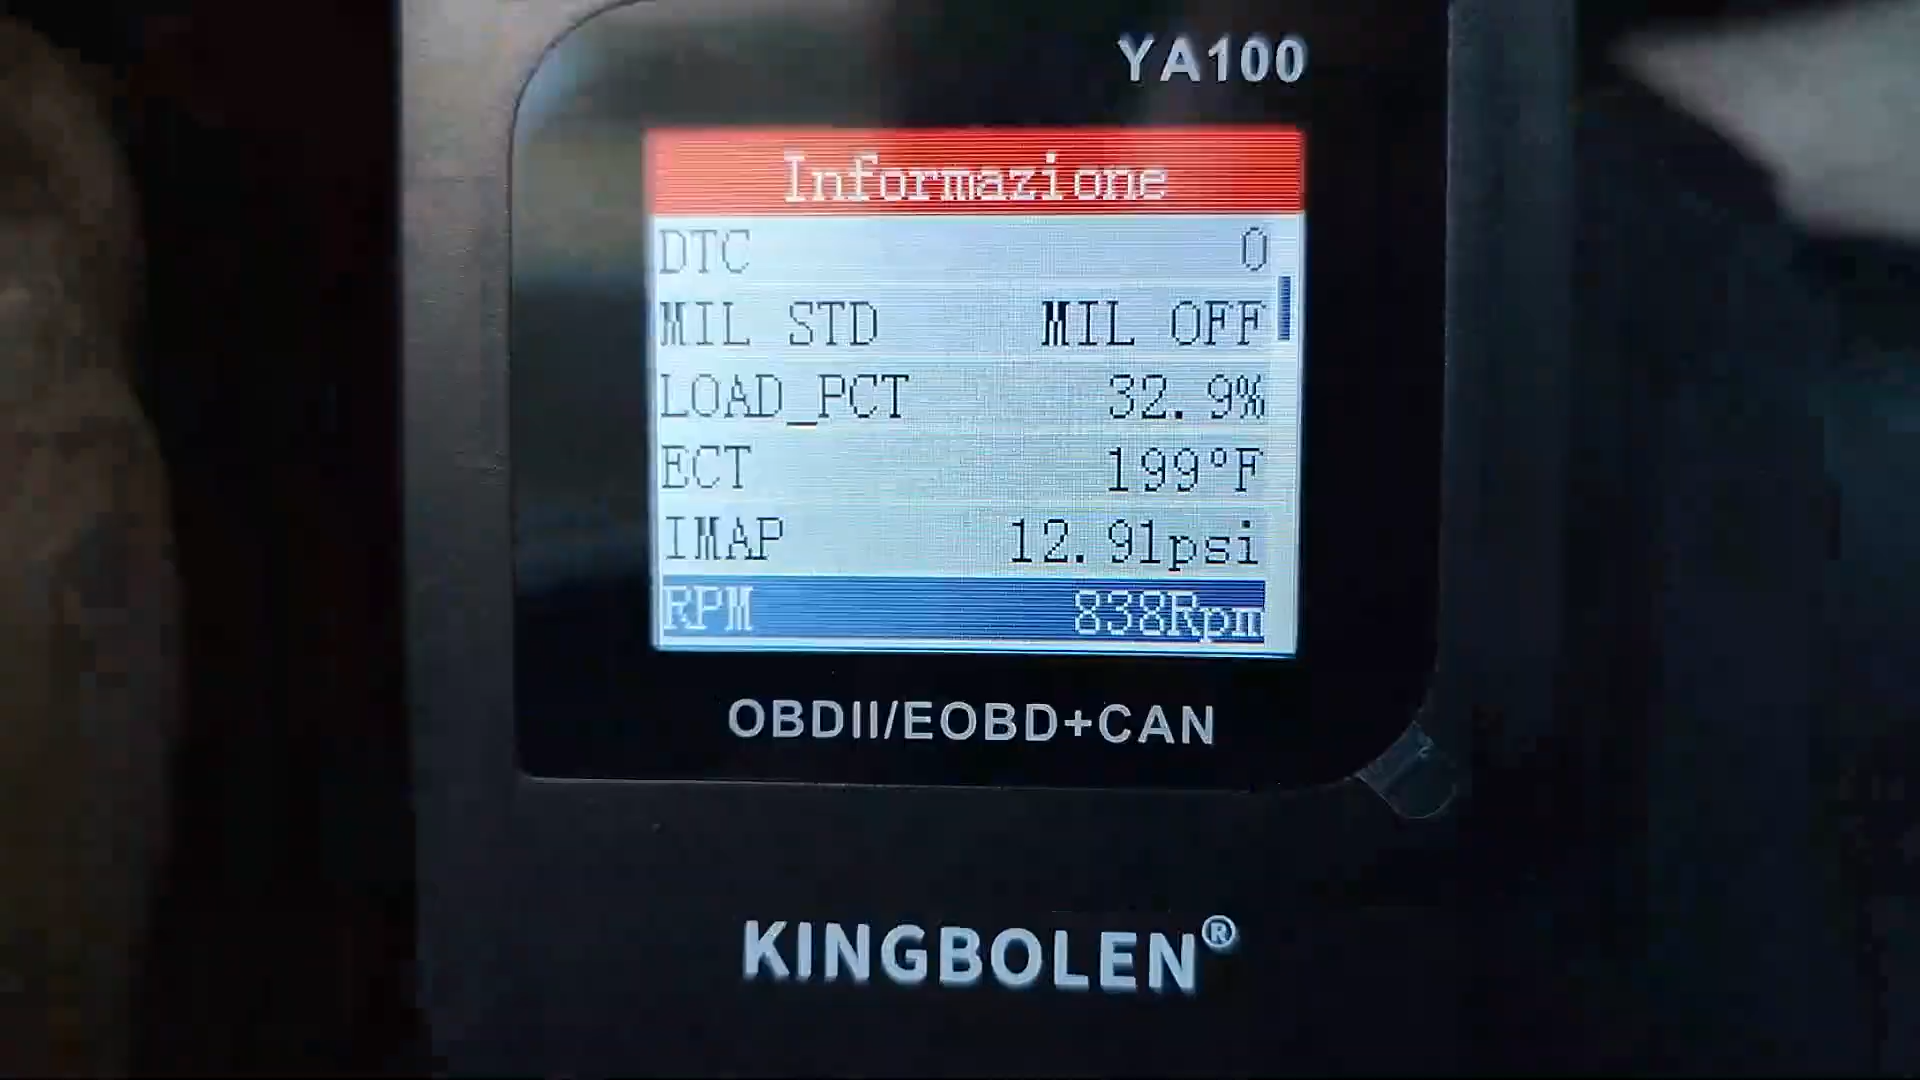 YA100
Informazione
DTC 0
MIL STD MIL OFF
LOAD_PCT 32.9%
ECT 199°F
IMAP 12.91psi
RPM 838Rpm
OBDII/EOBD+CAN
KINGBOLEN®